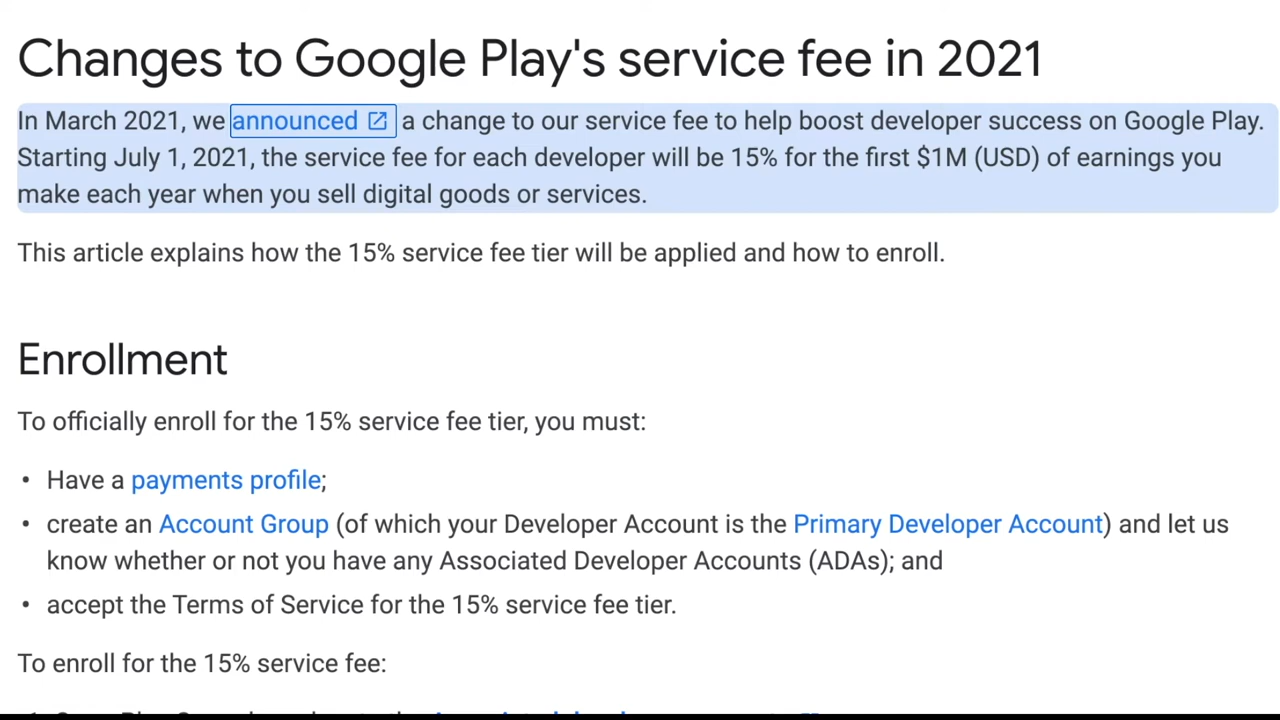 Changes to Google Play's service fee in 2021
In March 2021, we announced a change to our service fee to help boost developer success on Google Play.
Starting July 1, 2021, the service fee for each developer will be 15% for the first $1M (USD) of earnings you
make each year when you sell digital goods or services.
This article explains how the 15% service fee tier will be applied and how to enroll.
Enrollment
To officially enroll for the 15% service fee tier, you must:
• Have a payments profile;
• create an Account Group (of which your Developer Account is the Primary Developer Account) and let us
know whether or not you have any Associated Developer Accounts (ADAs); and
• accept the Terms of Service for the 15% service fee tier.
To enroll for the 15% service fee: